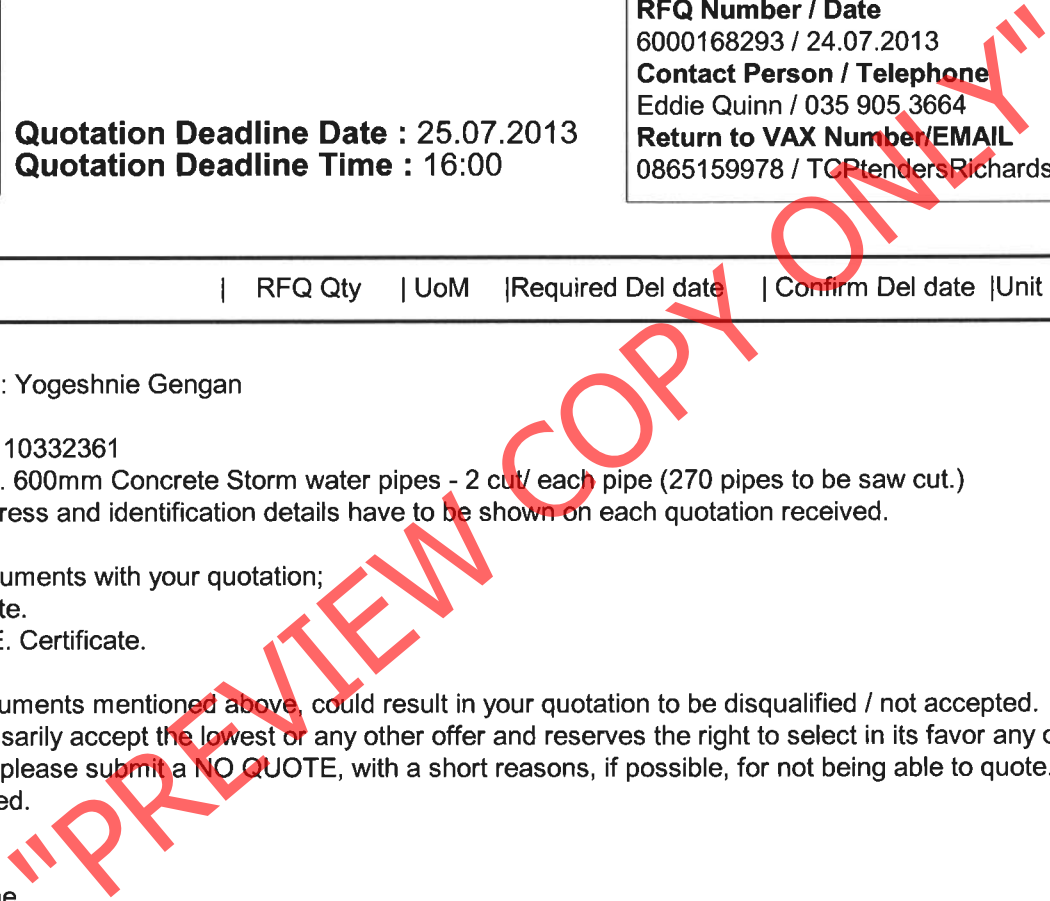 RFQ Number / Date
6000168293 / 24.07.2013
Contact Person / Telephone
Eddie Quinn / 035 905 3664
Return to VAX Number/EMAIL
0865159978 / TCPtendersRichards
Quotation Deadline Date : 25.07.2013
Quotation Deadline Time : 16:00
| RFQ Qty | UoM |Required Del date | Confirm Del date |Unit
: Yogeshnie Gengan
10332361
. 600mm Concrete Storm water pipes - 2 cut/ each pipe (270 pipes to be saw cut.)
ress and identification details have to be shown on each quotation received.
uments with your quotation;
te.
E. Certificate.
uments mentioned above, could result in your quotation to be disqualified / not accepted.
sarily accept the lowest or any other offer and reserves the right to select in its favor any o
please submit a NO QUOTE, with a short reasons, if possible, for not being able to quote.
ed.
"PREVIEW COPY ONLY"